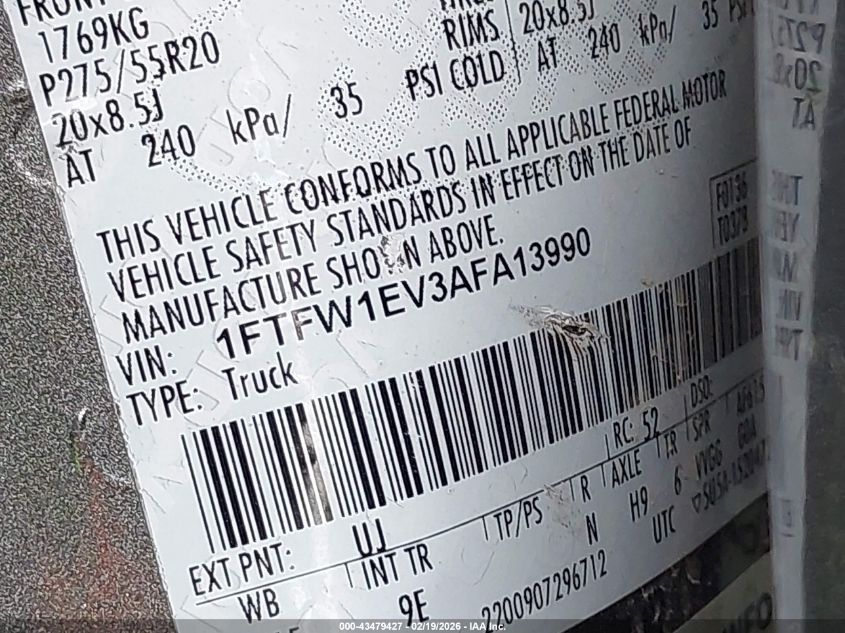 1769KG
P275/55R20
20x8.5J
AT 240 kPa/ 35 PSI COLD
RIMS 20x8.5J
AT 240 kPa/ 35 PSI
THIS VEHICLE CONFORMS TO ALL APPLICABLE FEDERAL MOTOR
VEHICLE SAFETY STANDARDS IN EFFECT ON THE DATE OF
MANUFACTURE SHOWN ABOVE.
VIN: 1FTFW1EV3AFA13990
TYPE: Truck
F0136
T0373
EXT PNT: UJ RC: 52 DSO:
WB INT TR TP/PS R AXLE TR SPR
9E N H9 6 VVGG
2200907296712 UTC
000-43479427 - 02/19/2026 - IAA Inc.